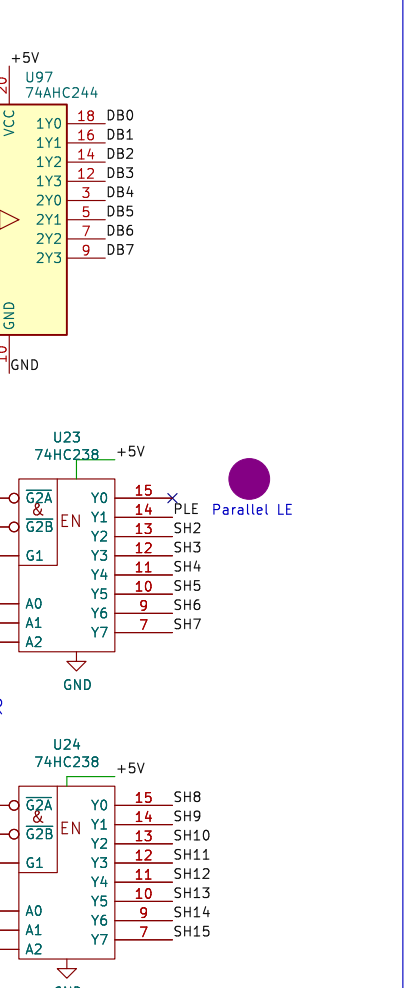 +5V
20
U97
74AHC244
VCC
1Y0 18 DB0
1Y1 16 DB1
1Y2 14 DB2
1Y3 12 DB3
2Y0 3 DB4
2Y1 5 DB5
2Y2 7 DB6
2Y3 9 DB7
GND
10
GND
U23
74HC238
+5V
G2A Y0 15
& EN Y1 14 PLE Parallel LE
G2B Y2 13 SH2
G1 Y3 12 SH3
Y4 11 SH4
Y5 10 SH5
A0 Y6 9 SH6
A1 Y7 7 SH7
A2
GND
U24
74HC238
+5V
G2A Y0 15 SH8
& EN Y1 14 SH9
G2B Y2 13 SH10
G1 Y3 12 SH11
Y4 11 SH12
Y5 10 SH13
A0 Y6 9 SH14
A1 Y7 7 SH15
A2
GND